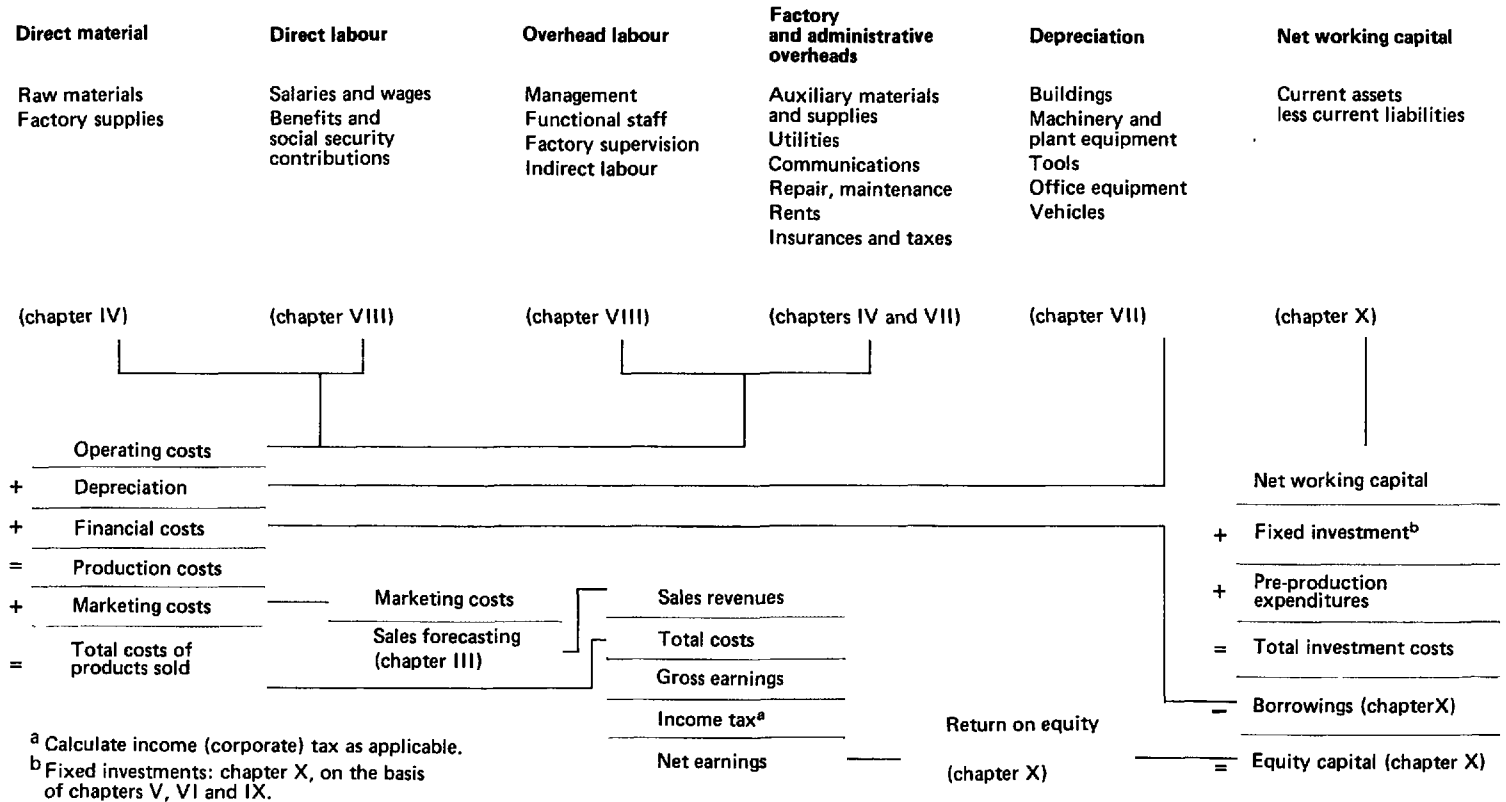 Direct material
Raw materials
Factory supplies
(chapter IV)
Direct labour
Salaries and wages
Benefits and
social security
contributions
(chapter VIII)
Overhead labour
Management
Functional staff
Factory supervision
Indirect labour
(chapter VIII)
Factory
and administrative
overheads
Auxiliary materials
and supplies
Utilities
Communications
Repair, maintenance
Rents
Insurances and taxes
(chapters IV and VII)
Depreciation
Buildings
Machinery and
plant equipment
Tools
Office equipment
Vehicles
(chapter VII)
Net working capital
Current assets
less current liabilities
(chapter X)
Operating costs
+ Depreciation
+ Financial costs
= Production costs
+ Marketing costs
= Total costs of
products sold
Marketing costs
Sales forecasting
(chapter III)
Sales revenues
Total costs
Gross earnings
Income taxᵃ
Net earnings
Return on equity
(chapter X)
Net working capital
+ Fixed investmentᵇ
+ Pre-production
expenditures
= Total investment costs
− Borrowings (chapterX)
= Equity capital (chapter X)
ᵃ Calculate income (corporate) tax as applicable.
ᵇ Fixed investments: chapter X, on the basis
of chapters V, VI and IX.